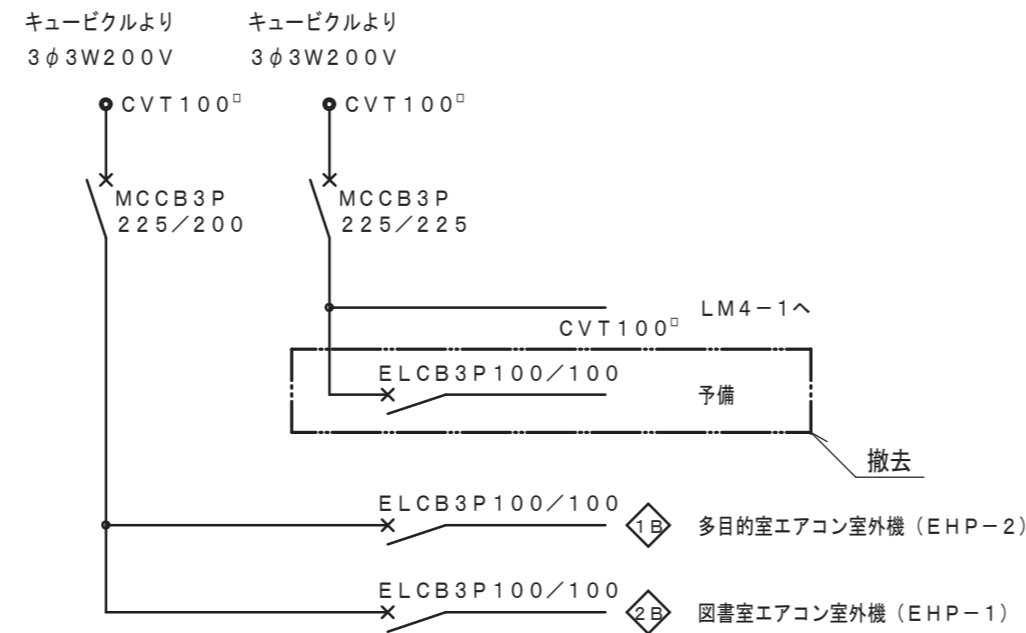 キュービクルより
3φ3W200V
キュービクルより
3φ3W200V
CVT100□
CVT100□
MCCB3P
225/200
MCCB3P
225/225
LM4-1へ
CVT100□
ELCB3P100/100
予備
撤去
ELCB3P100/100
1B
多目的室エアコン室外機(EHP-2)
ELCB3P100/100
2B
図書室エアコン室外機(EHP-1)